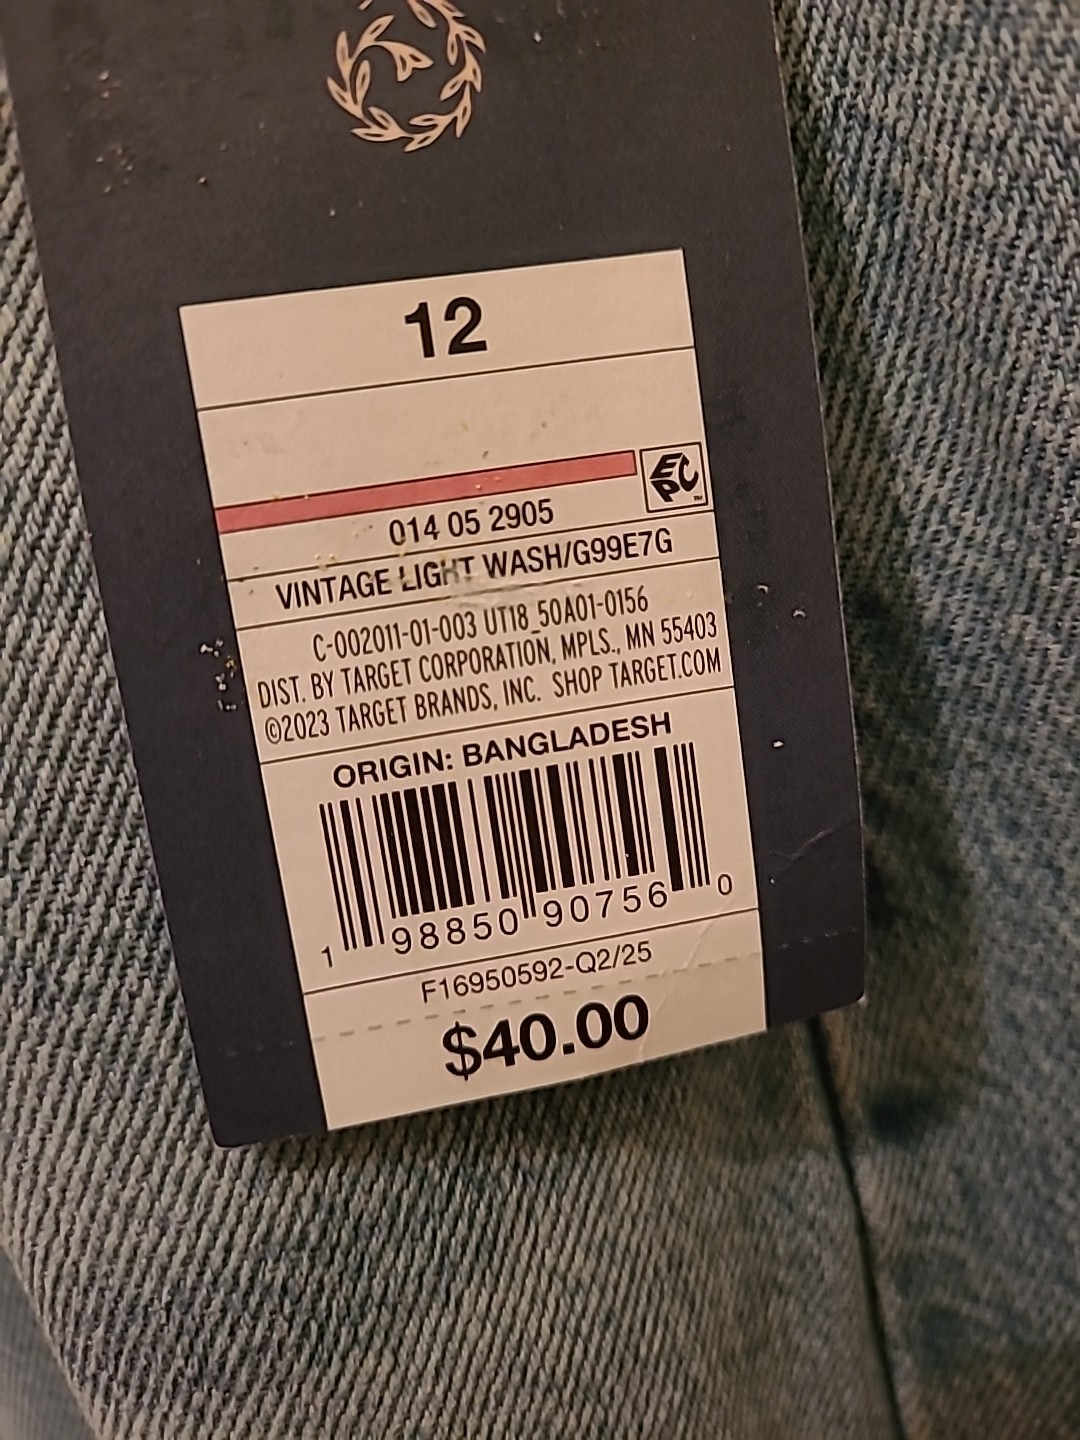 12
EPC
TM
014 05 2905
VINTAGE LIGHT WASH/G99E7G
C-002011-01-003 UT18_50A01-0156
DIST. BY TARGET CORPORATION, MPLS., MN 55403
©2023 TARGET BRANDS, INC. SHOP TARGET.COM
ORIGIN: BANGLADESH
1 98850 90756 0
F16950592-Q2/25
$40.00